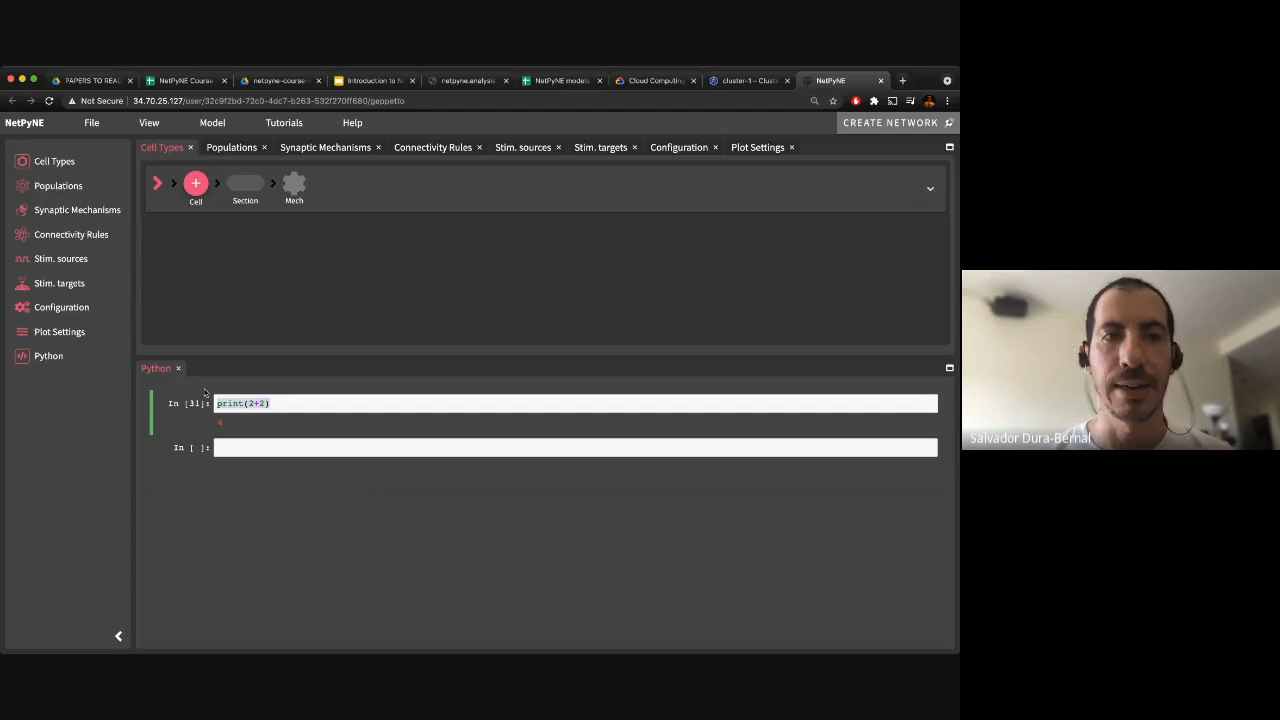 PAPERS TO READ
NetPyNE Course
netpyne-course
Introduction to N
netpyne.analysis
NetPyNE models
Cloud Computing
cluster-1 – Cluste
NetPyNE
Not Secure
34.70.25.127/user/32c9f2bd-72c0-4dc7-b263-532f270ff680/geppetto
NetPyNE File View Model Tutorials Help CREATE NETWORK
Cell Types Populations Synaptic Mechanisms Connectivity Rules Stim. sources Stim. targets Configuration Plot Settings
Cell Types
Populations
Synaptic Mechanisms
Connectivity Rules
Stim. sources
Stim. targets
Configuration
Plot Settings
Python
Cell Section Mech
Python
In [31]: print(2+2)
4
In [ ]:
Salvador Dura-Bernal